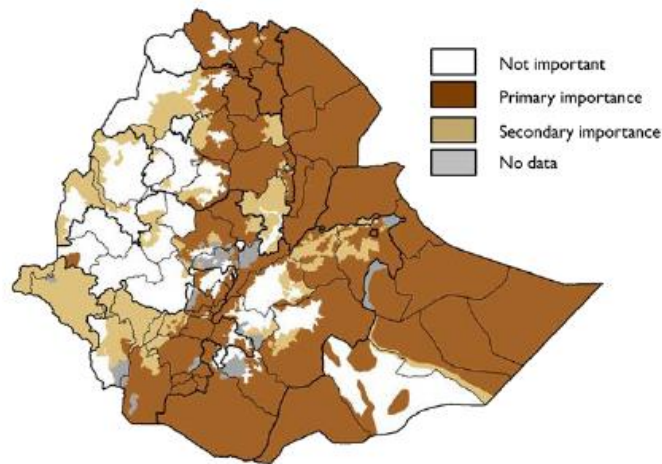 Not important
Primary importance
Secondary importance
No data